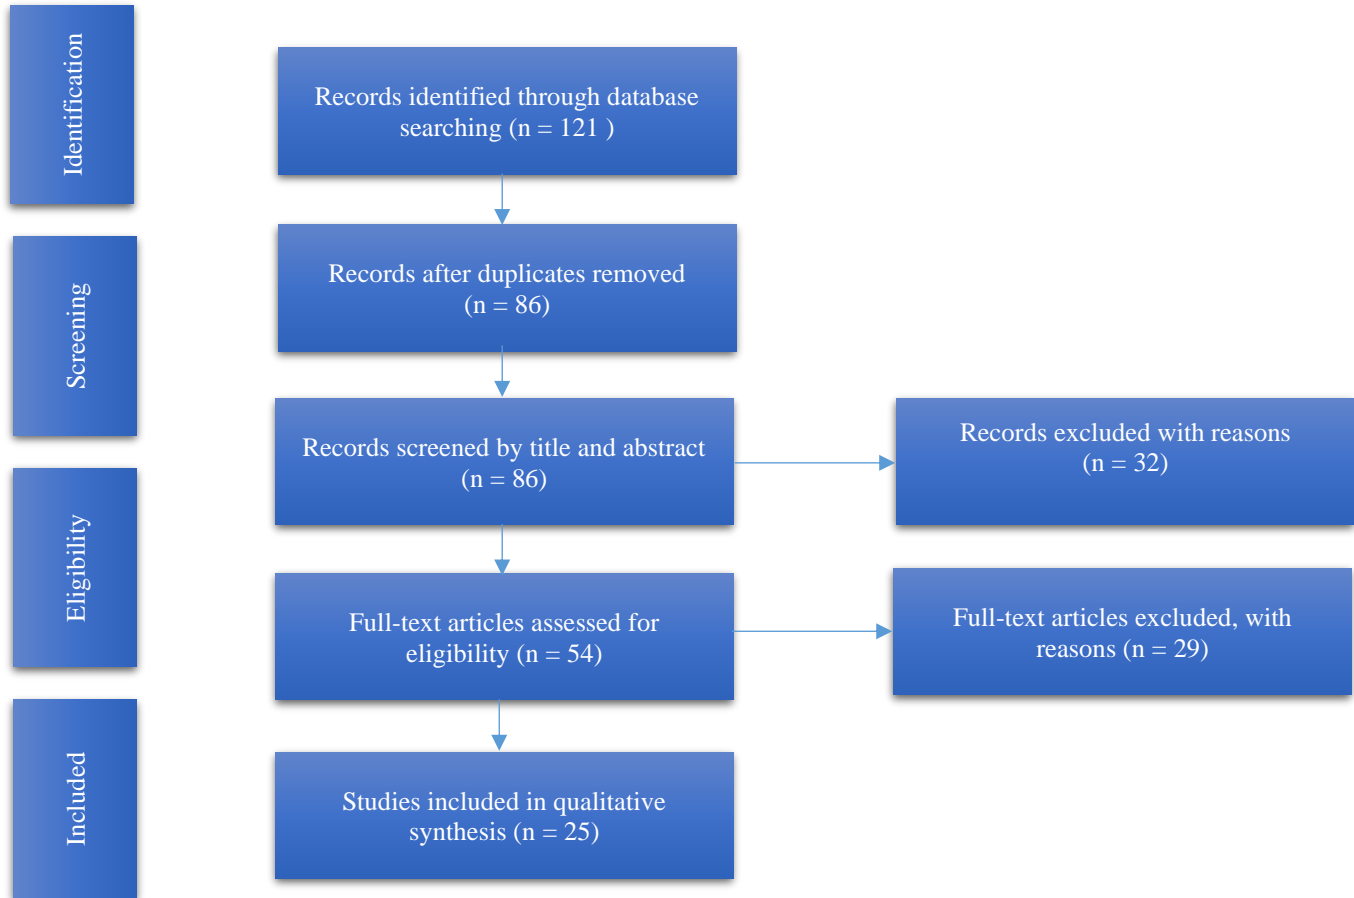 Identification
Records identified through database
searching (n = 121 )
Screening
Records after duplicates removed
(n = 86)
Records screened by title and abstract
(n = 86)
Records excluded with reasons
(n = 32)
Eligibility
Full-text articles assessed for
eligibility (n = 54)
Full-text articles excluded, with
reasons (n = 29)
Included
Studies included in qualitative
synthesis (n = 25)